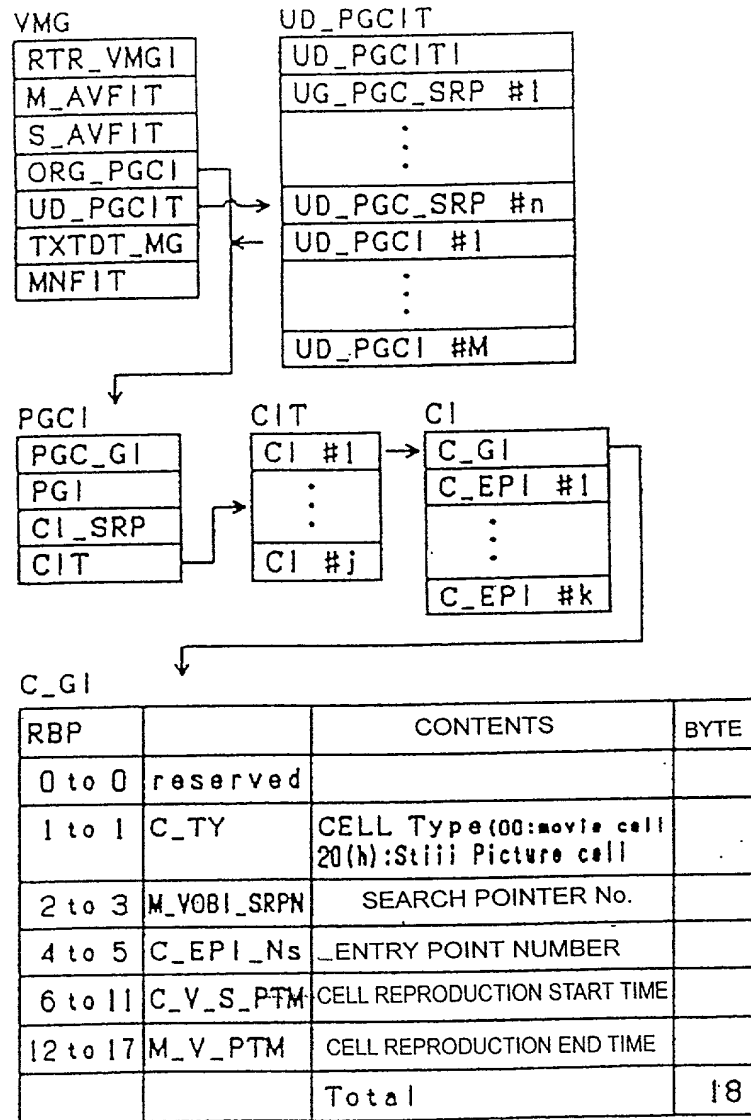 VMG
RTR_VMGI
M_AVFIT
S_AVFIT
ORG_PGCI
UD_PGCIT
TXTDT_MG
MNFIT
UD_PGCIT
UD_PGCITI
UG_PGC_SRP #1
UD_PGC_SRP #n
UD_PGCI #1
UD_PGCI #M
PGCI
PGC_GI
PGI
CI_SRP
CIT
CIT
CI #1
CI #j
CI
C_GI
C_EPI #1
C_EPI #k
C_GI
RBP CONTENTS BYTE
0 to 0 reserved
1 to 1 C_TY CELL Type(00:movie cell
20(h):Stiii Picture cell
2 to 3 M_VOBI_SRPN SEARCH POINTER No.
4 to 5 C_EPI_Ns _ENTRY POINT NUMBER
6 to 11 C_V_S_PTM CELL REPRODUCTION START TIME
12 to 17 M_V_PTM CELL REPRODUCTION END TIME
Total 18